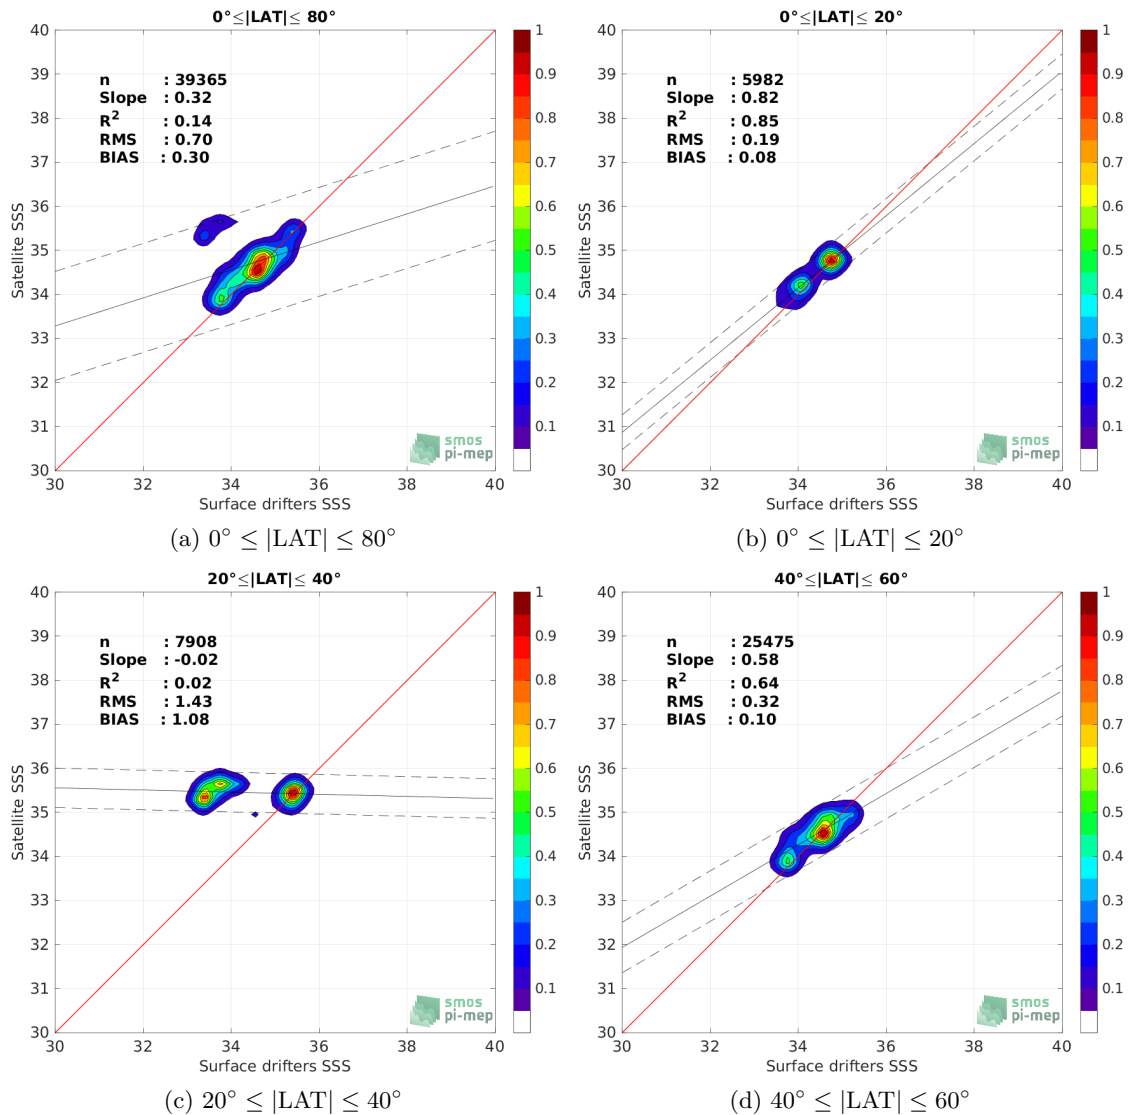 0°≤|LAT|≤ 80°
40
39
38
37
36
35
34
33
32
31
30
Satellite SSS
n : 39365
Slope : 0.32
R² : 0.14
RMS : 0.70
BIAS : 0.30
smos
pi-mep
30 32 34 36 38 40
Surface drifters SSS
1
0.9
0.8
0.7
0.6
0.5
0.4
0.3
0.2
0.1
(a) 0° ≤ |LAT| ≤ 80°
0°≤|LAT|≤ 20°
40
39
38
37
36
35
34
33
32
31
30
Satellite SSS
n : 5982
Slope : 0.82
R² : 0.85
RMS : 0.19
BIAS : 0.08
smos
pi-mep
30 32 34 36 38 40
Surface drifters SSS
1
0.9
0.8
0.7
0.6
0.5
0.4
0.3
0.2
0.1
(b) 0° ≤ |LAT| ≤ 20°
20°≤|LAT|≤ 40°
40
39
38
37
36
35
34
33
32
31
30
Satellite SSS
n : 7908
Slope : -0.02
R² : 0.02
RMS : 1.43
BIAS : 1.08
smos
pi-mep
30 32 34 36 38 40
Surface drifters SSS
1
0.9
0.8
0.7
0.6
0.5
0.4
0.3
0.2
0.1
(c) 20° ≤ |LAT| ≤ 40°
40°≤|LAT|≤ 60°
40
39
38
37
36
35
34
33
32
31
30
Satellite SSS
n : 25475
Slope : 0.58
R² : 0.64
RMS : 0.32
BIAS : 0.10
smos
pi-mep
30 32 34 36 38 40
Surface drifters SSS
1
0.9
0.8
0.7
0.6
0.5
0.4
0.3
0.2
0.1
(d) 40° ≤ |LAT| ≤ 60°